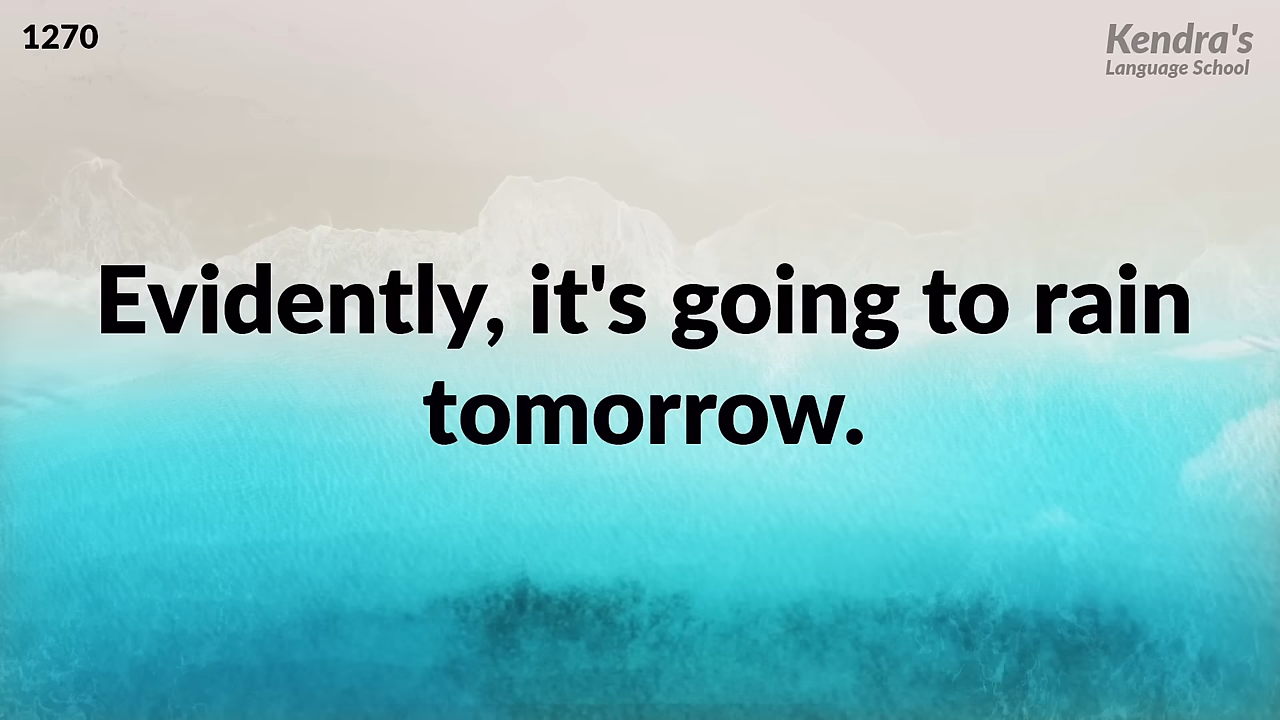 1270
Kendra's
Language School
Evidently, it's going to rain
tomorrow.